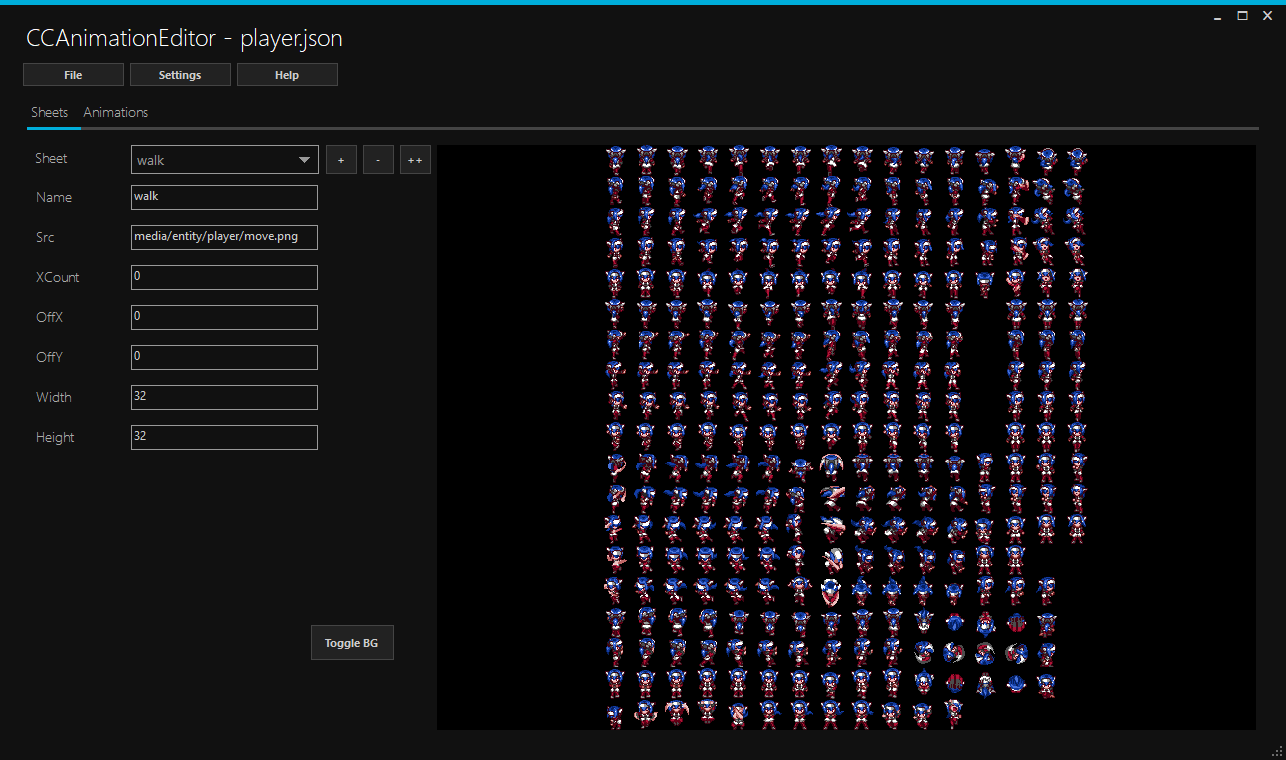 CCAnimationEditor - player.json
File Settings Help
Sheets Animations
Sheet walk + - ++
Name walk
Src media/entity/player/move.png
XCount 0
OffX 0
OffY 0
Width 32
Height 32
Toggle BG